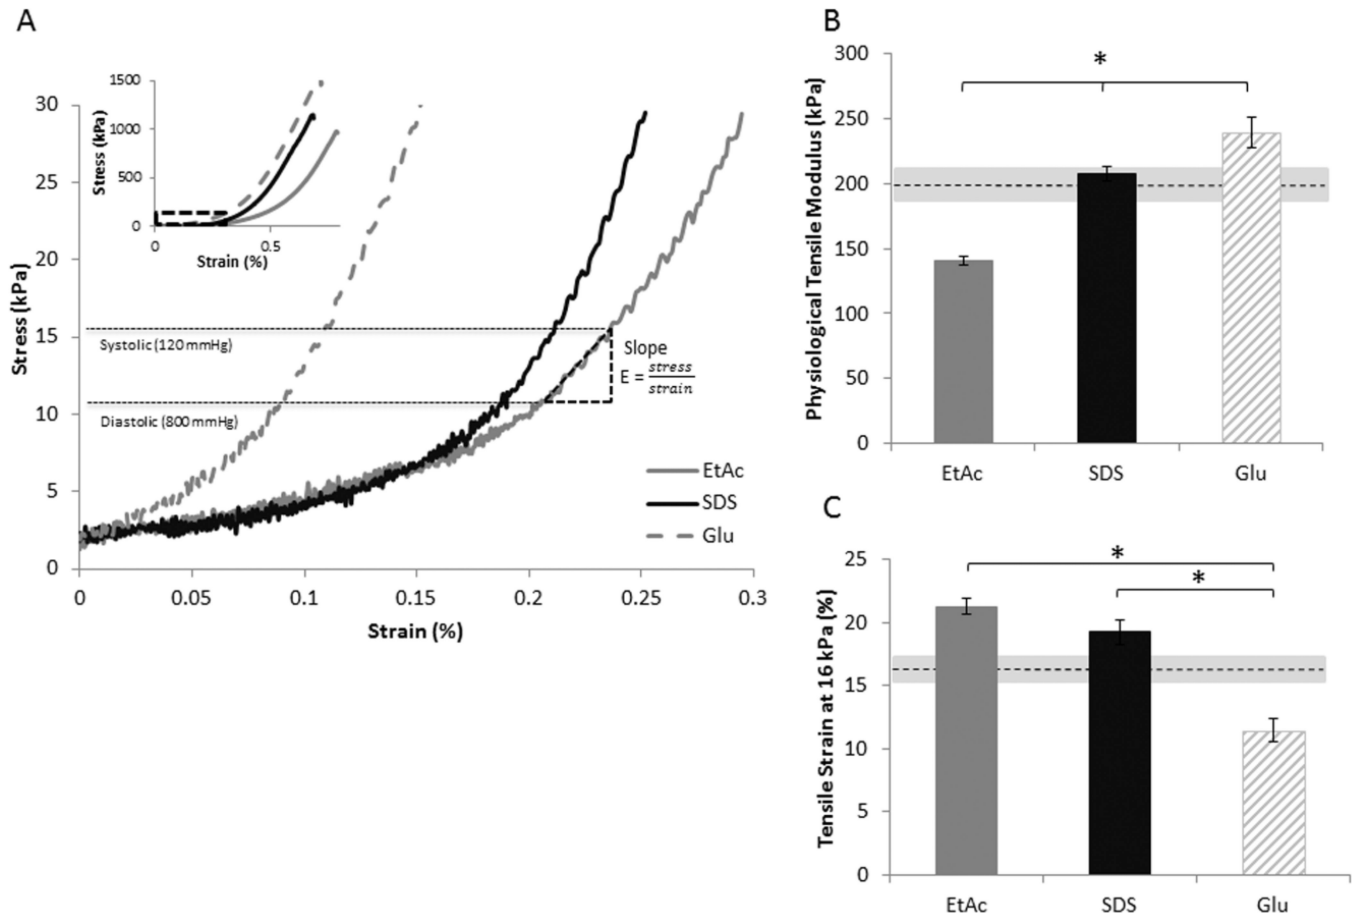 A
Stress (kPa)
30
25
20
15
10
5
0
0
0.05
0.1
0.15
0.2
0.25
0.3
Strain (%)
Stress (kPa)
1500
1000
500
0
0
0.5
Strain (%)
Systolic (120 mmHg)
Diastolic (800 mmHg)
Slope
E = stress
strain
EtAc
SDS
Glu
B
Physiological Tensile Modulus (kPa)
300
250
200
150
100
50
0
*
EtAc
SDS
Glu
C
Tensile Strain at 16 kPa (%)
25
20
15
10
5
0
*
*
EtAc
SDS
Glu